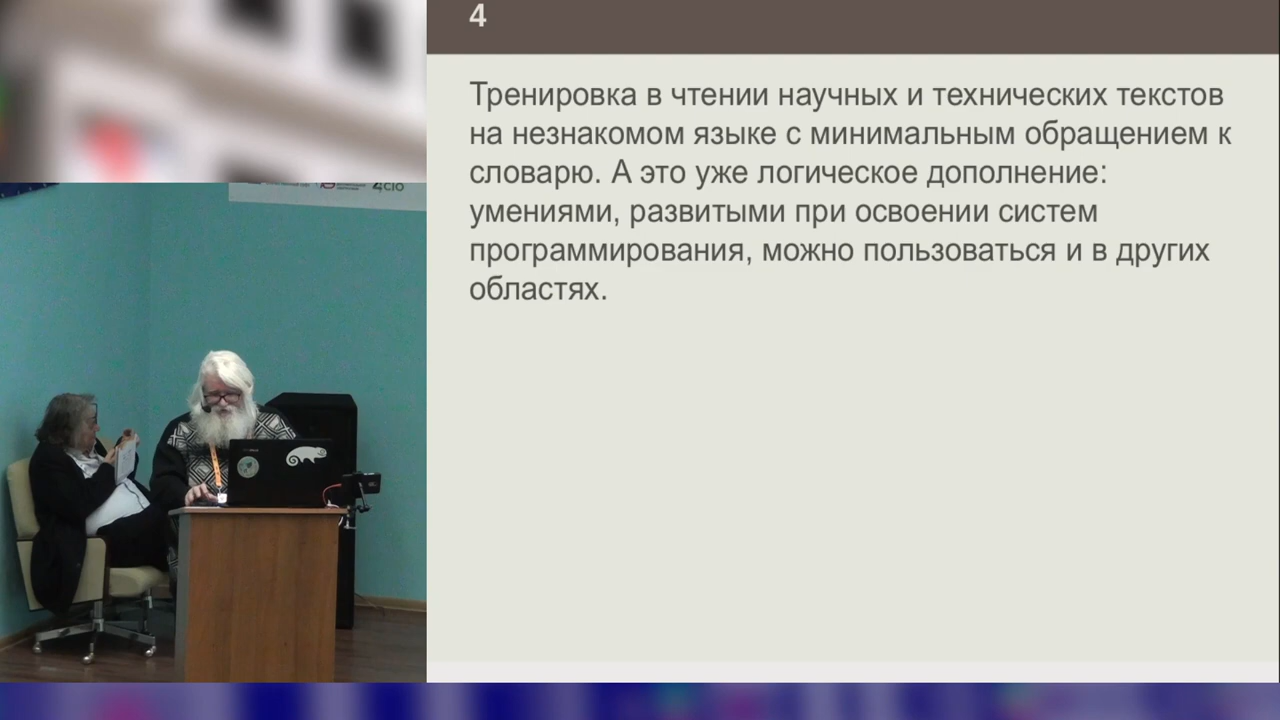 4
Тренировка в чтении научных и технических текстов
на незнакомом языке с минимальным обращением к
словарю. А это уже логическое дополнение:
умениями, развитыми при освоении систем
программирования, можно пользоваться и в других
областях.